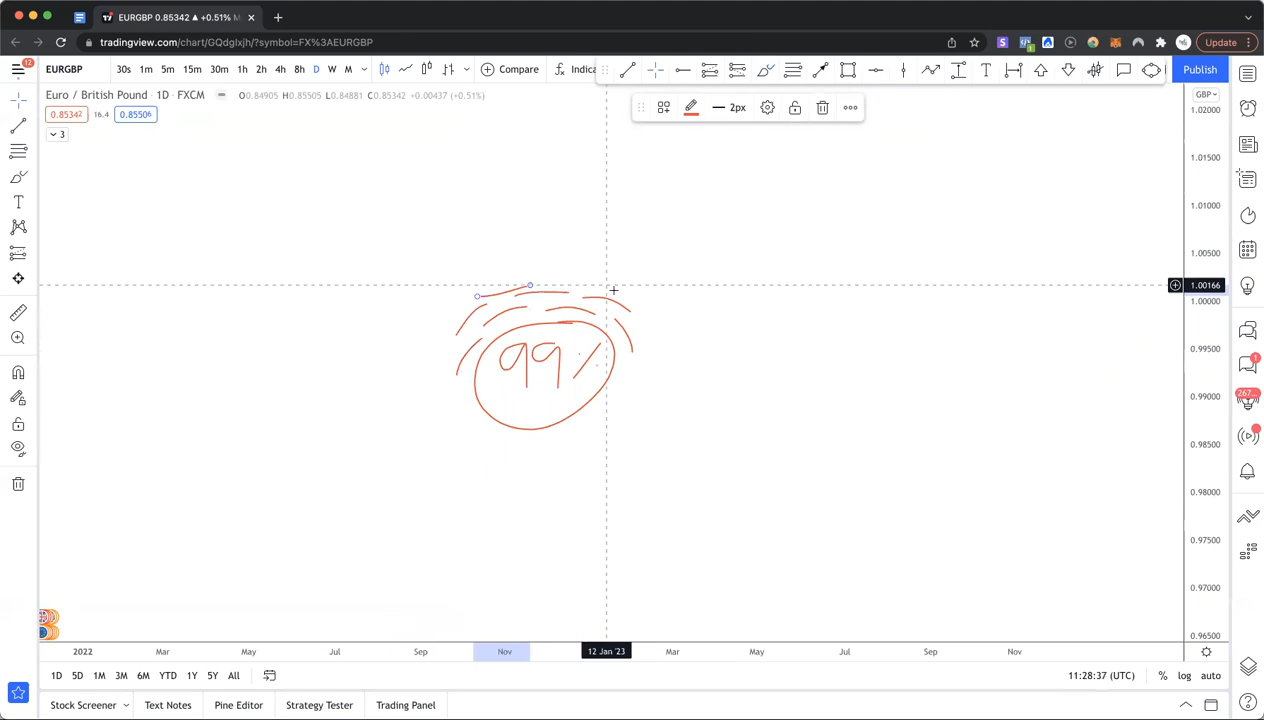 EURGBP 0.85342 ▲ +0.51%
tradingview.com/chart/GQdgIxjh/?symbol=FX%3AEURGBP
1
Update
12
EURGBP
30s 1m 5m 15m 30m 1h 2h 4h 8h D W M
Compare
Publish
Euro / British Pound · 1D · FXCM
O0.84905 H0.85505 L0.84881 C0.85342 +0.00437 (+0.51%)
GBP
2px
0.85342 16.4 0.85506
3
1.02000
1.01500
1.01000
1.00500
1.00166
1.00000
0.99500
0.99000
0.98500
0.98000
0.97500
0.97000
0.96500
99%
1
267
2022 Mar May Jul Sep Nov 12 Jan '23 Mar May Jul Sep Nov
1D 5D 1M 3M 6M YTD 1Y 5Y All
11:28:37 (UTC) % log auto
Stock Screener Text Notes Pine Editor Strategy Tester Trading Panel